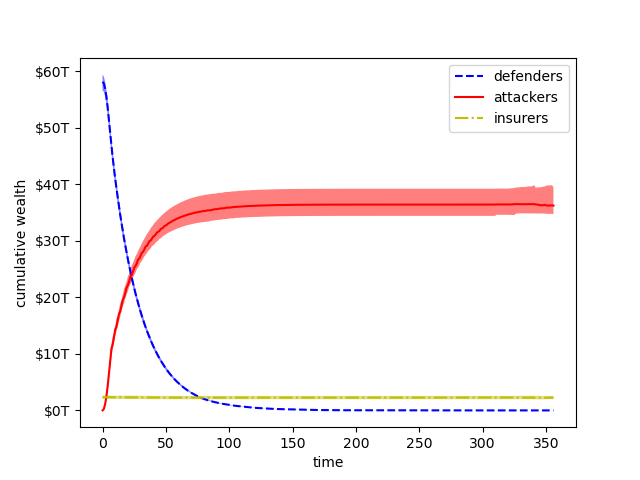 $60T
$50T
$40T
$30T
$20T
$10T
$0T
cumulative wealth
defenders
attackers
insurers
0 50 100 150 200 250 300 350
time